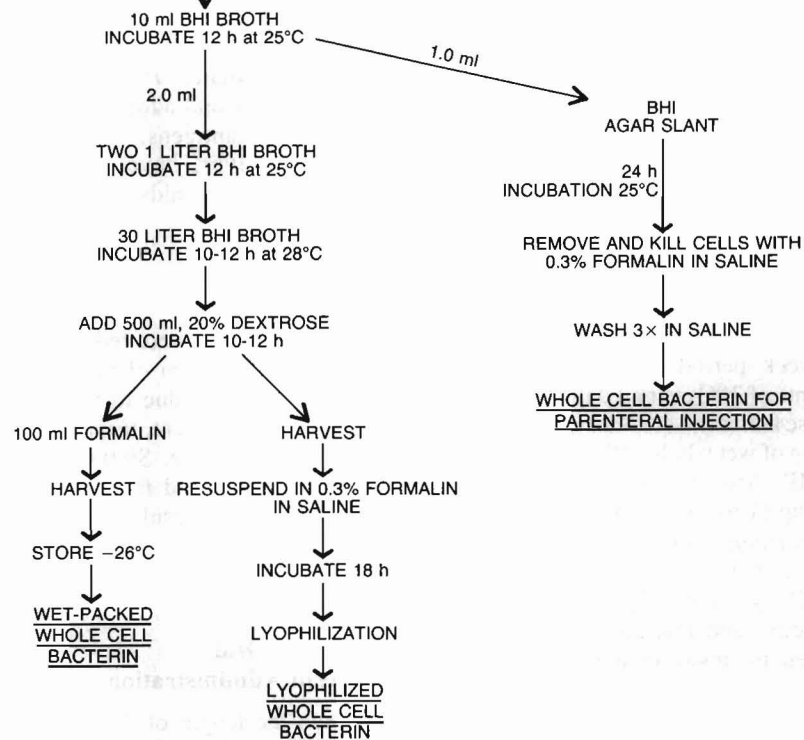 10 ml BHI BROTH
INCUBATE 12 h at 25°C
1.0 ml
2.0 ml
BHI
AGAR SLANT
TWO 1 LITER BHI BROTH
INCUBATE 12 h at 25°C
24 h
INCUBATION 25°C
30 LITER BHI BROTH
INCUBATE 10-12 h at 28°C
REMOVE AND KILL CELLS WITH
0.3% FORMALIN IN SALINE
ADD 500 ml, 20% DEXTROSE
INCUBATE 10-12 h
WASH 3× IN SALINE
WHOLE CELL BACTERIN FOR
PARENTERAL INJECTION
100 ml FORMALIN
HARVEST
HARVEST
RESUSPEND IN 0.3% FORMALIN
IN SALINE
STORE −26°C
INCUBATE 18 h
WET-PACKED
WHOLE CELL
BACTERIN
LYOPHILIZATION
LYOPHILIZED
WHOLE CELL
BACTERIN